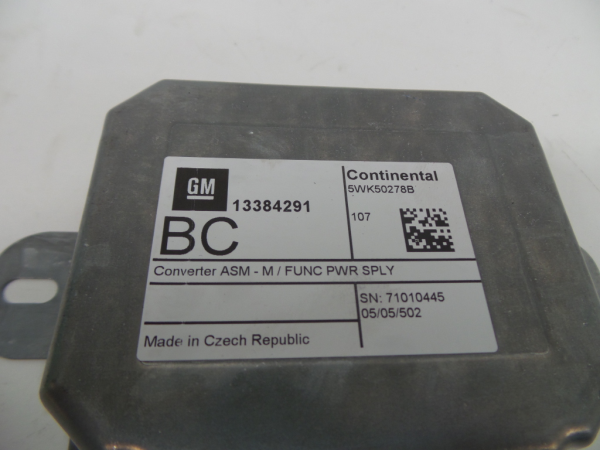 GM
13384291
BC
Continental
5WK50278B
107
Converter ASM - M / FUNC PWR SPLY
SN: 71010445
05/05/502
Made in Czech Republic